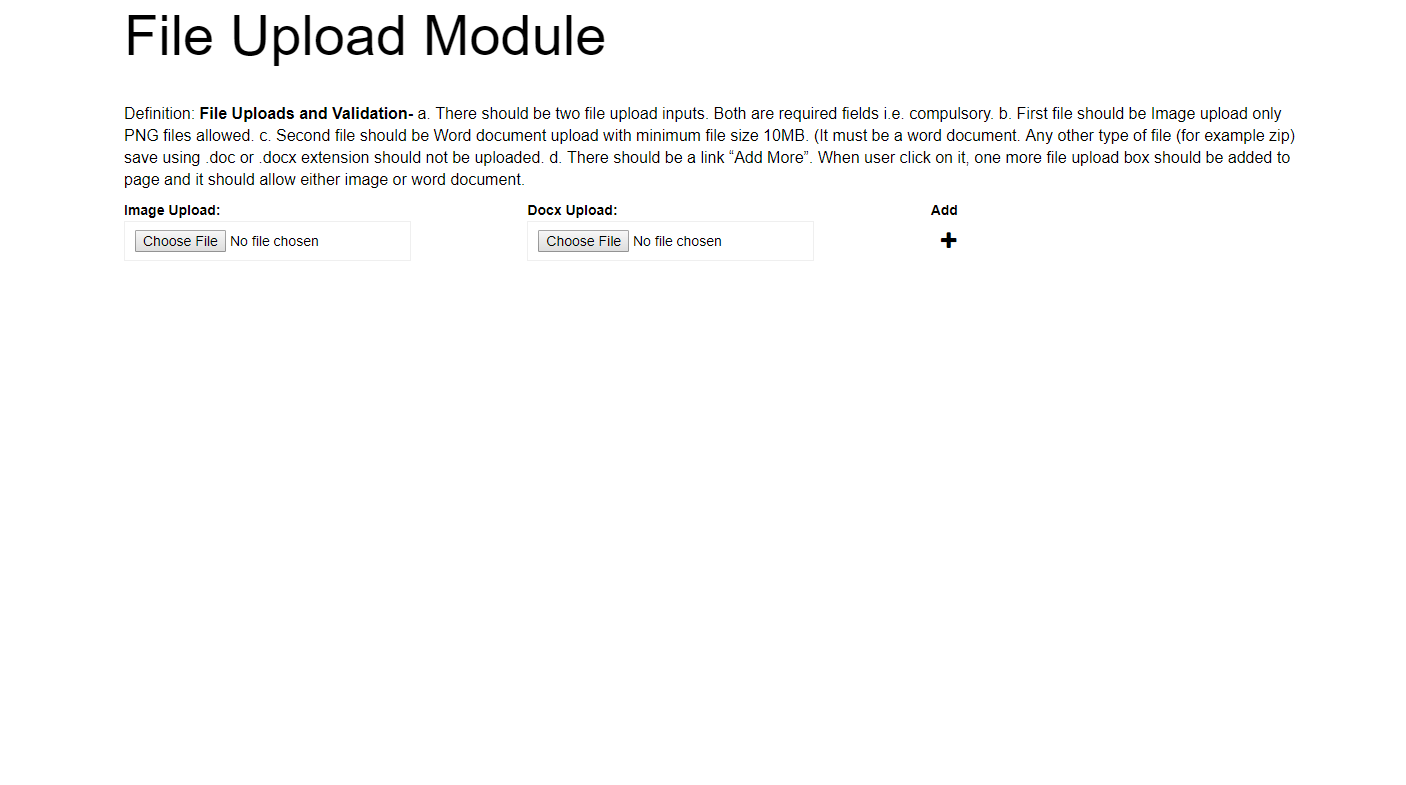 File Upload Module
Definition: File Uploads and Validation- a. There should be two file upload inputs. Both are required fields i.e. compulsory. b. First file should be Image upload only
PNG files allowed. c. Second file should be Word document upload with minimum file size 10MB. (It must be a word document. Any other type of file (for example zip)
save using .doc or .docx extension should not be uploaded. d. There should be a link “Add More”. When user click on it, one more file upload box should be added to
page and it should allow either image or word document.
Image Upload: Docx Upload: Add
Choose File No file chosen Choose File No file chosen